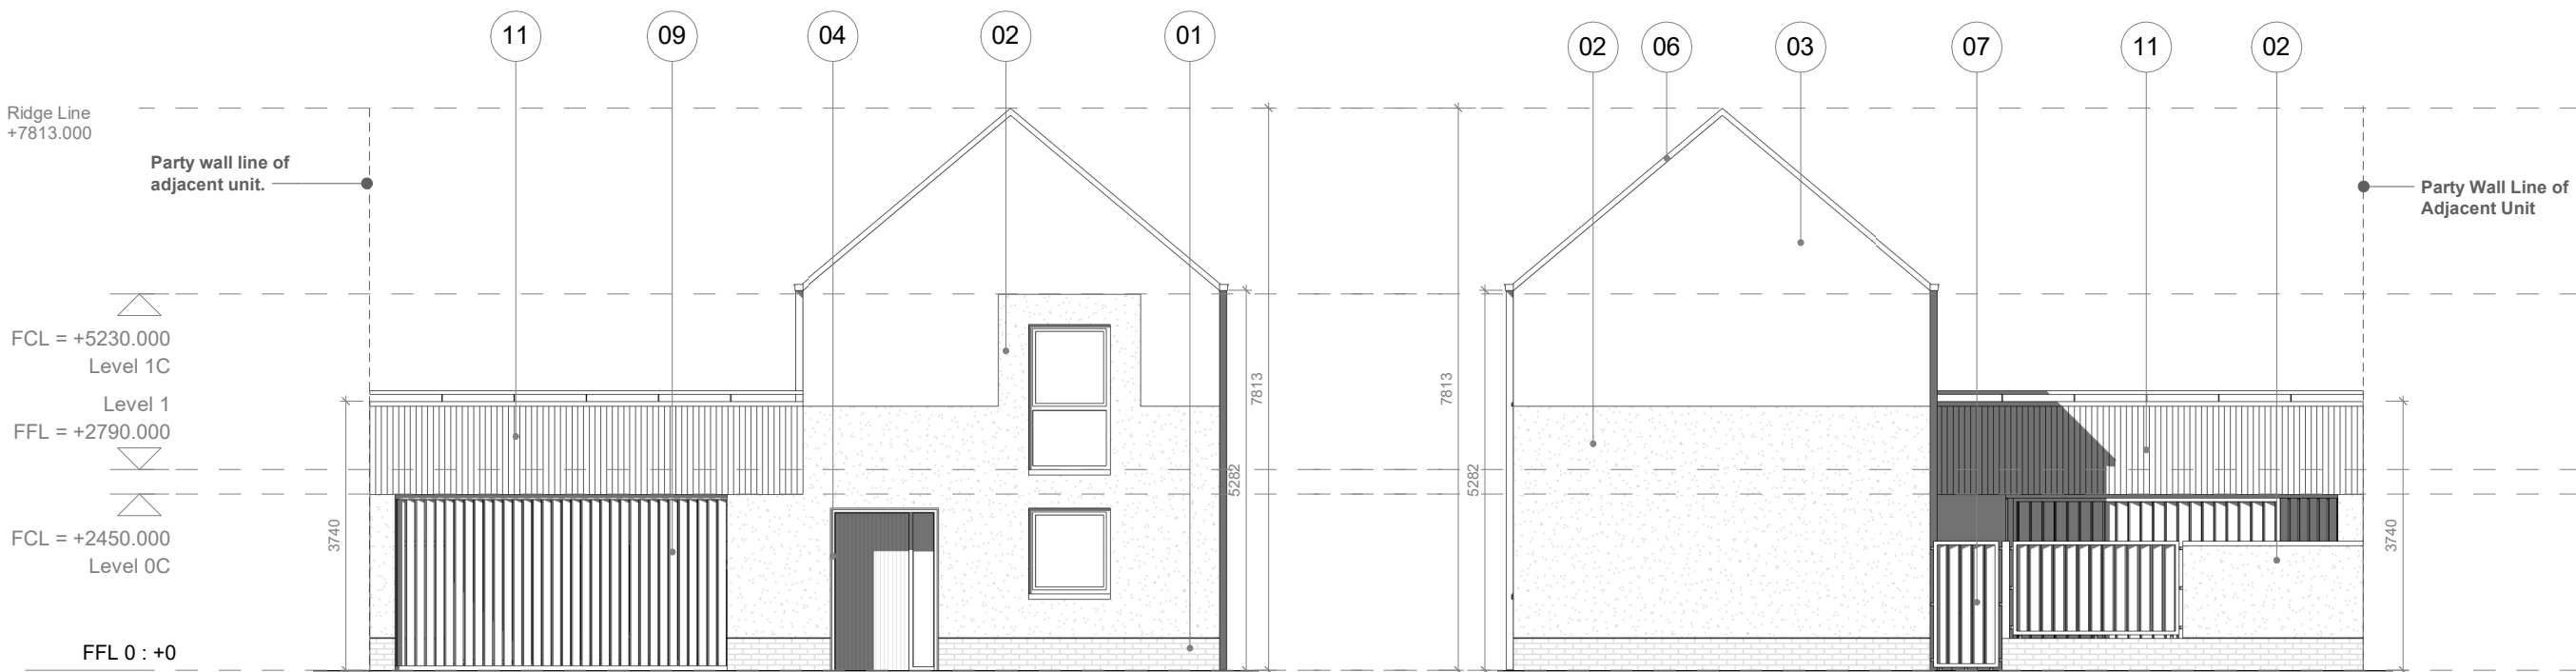 11
09
04
02
01
02
06
03
07
11
02
Ridge Line
+7813.000
Party wall line of
adjacent unit.
Party Wall Line of
Adjacent Unit
FCL = +5230.000
Level 1C
Level 1
FFL = +2790.000
FCL = +2450.000
Level 0C
FFL 0 : +0
3740
5282
7813
7813
5282
3740